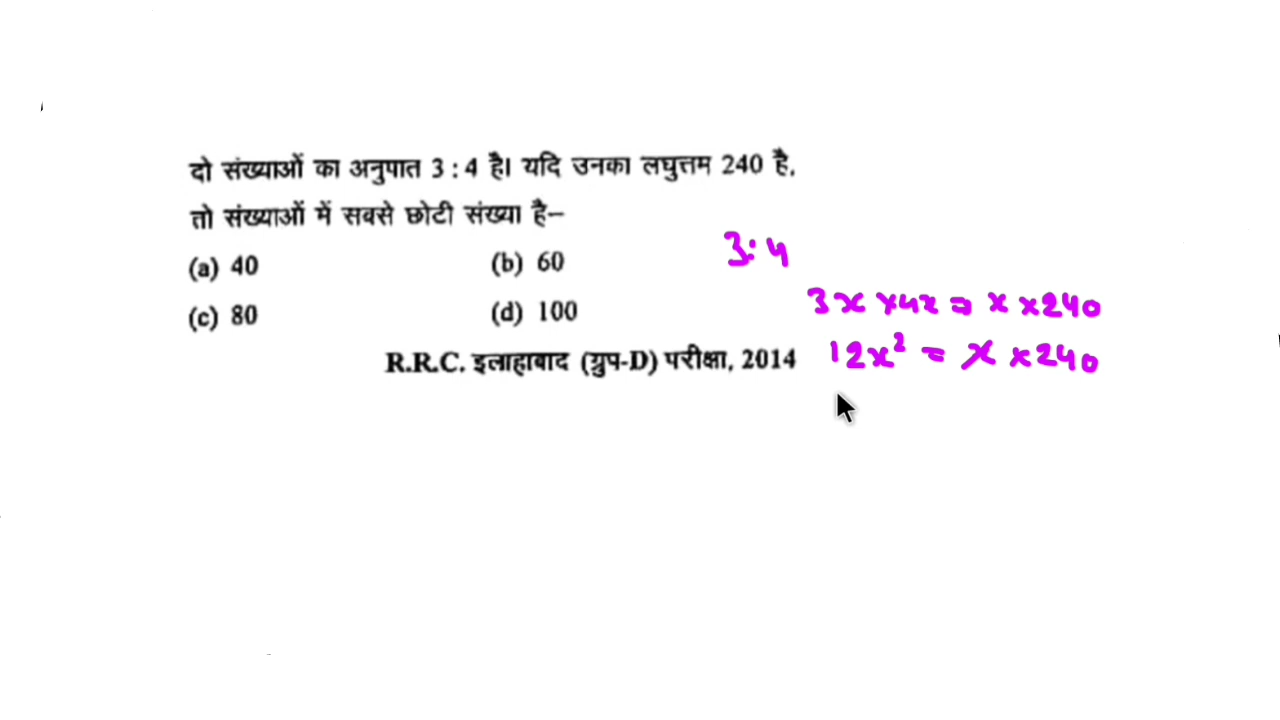 दो संख्याओं का अनुपात 3 : 4 है। यदि उनका लघुत्तम 240 है,
तो संख्याओं में सबसे छोटी संख्या है–
(a) 40 (b) 60
(c) 80 (d) 100
R.R.C. इलाहाबाद (ग्रुप-D) परीक्षा, 2014
3:4
3x×4x = x×240
12x² = x×240